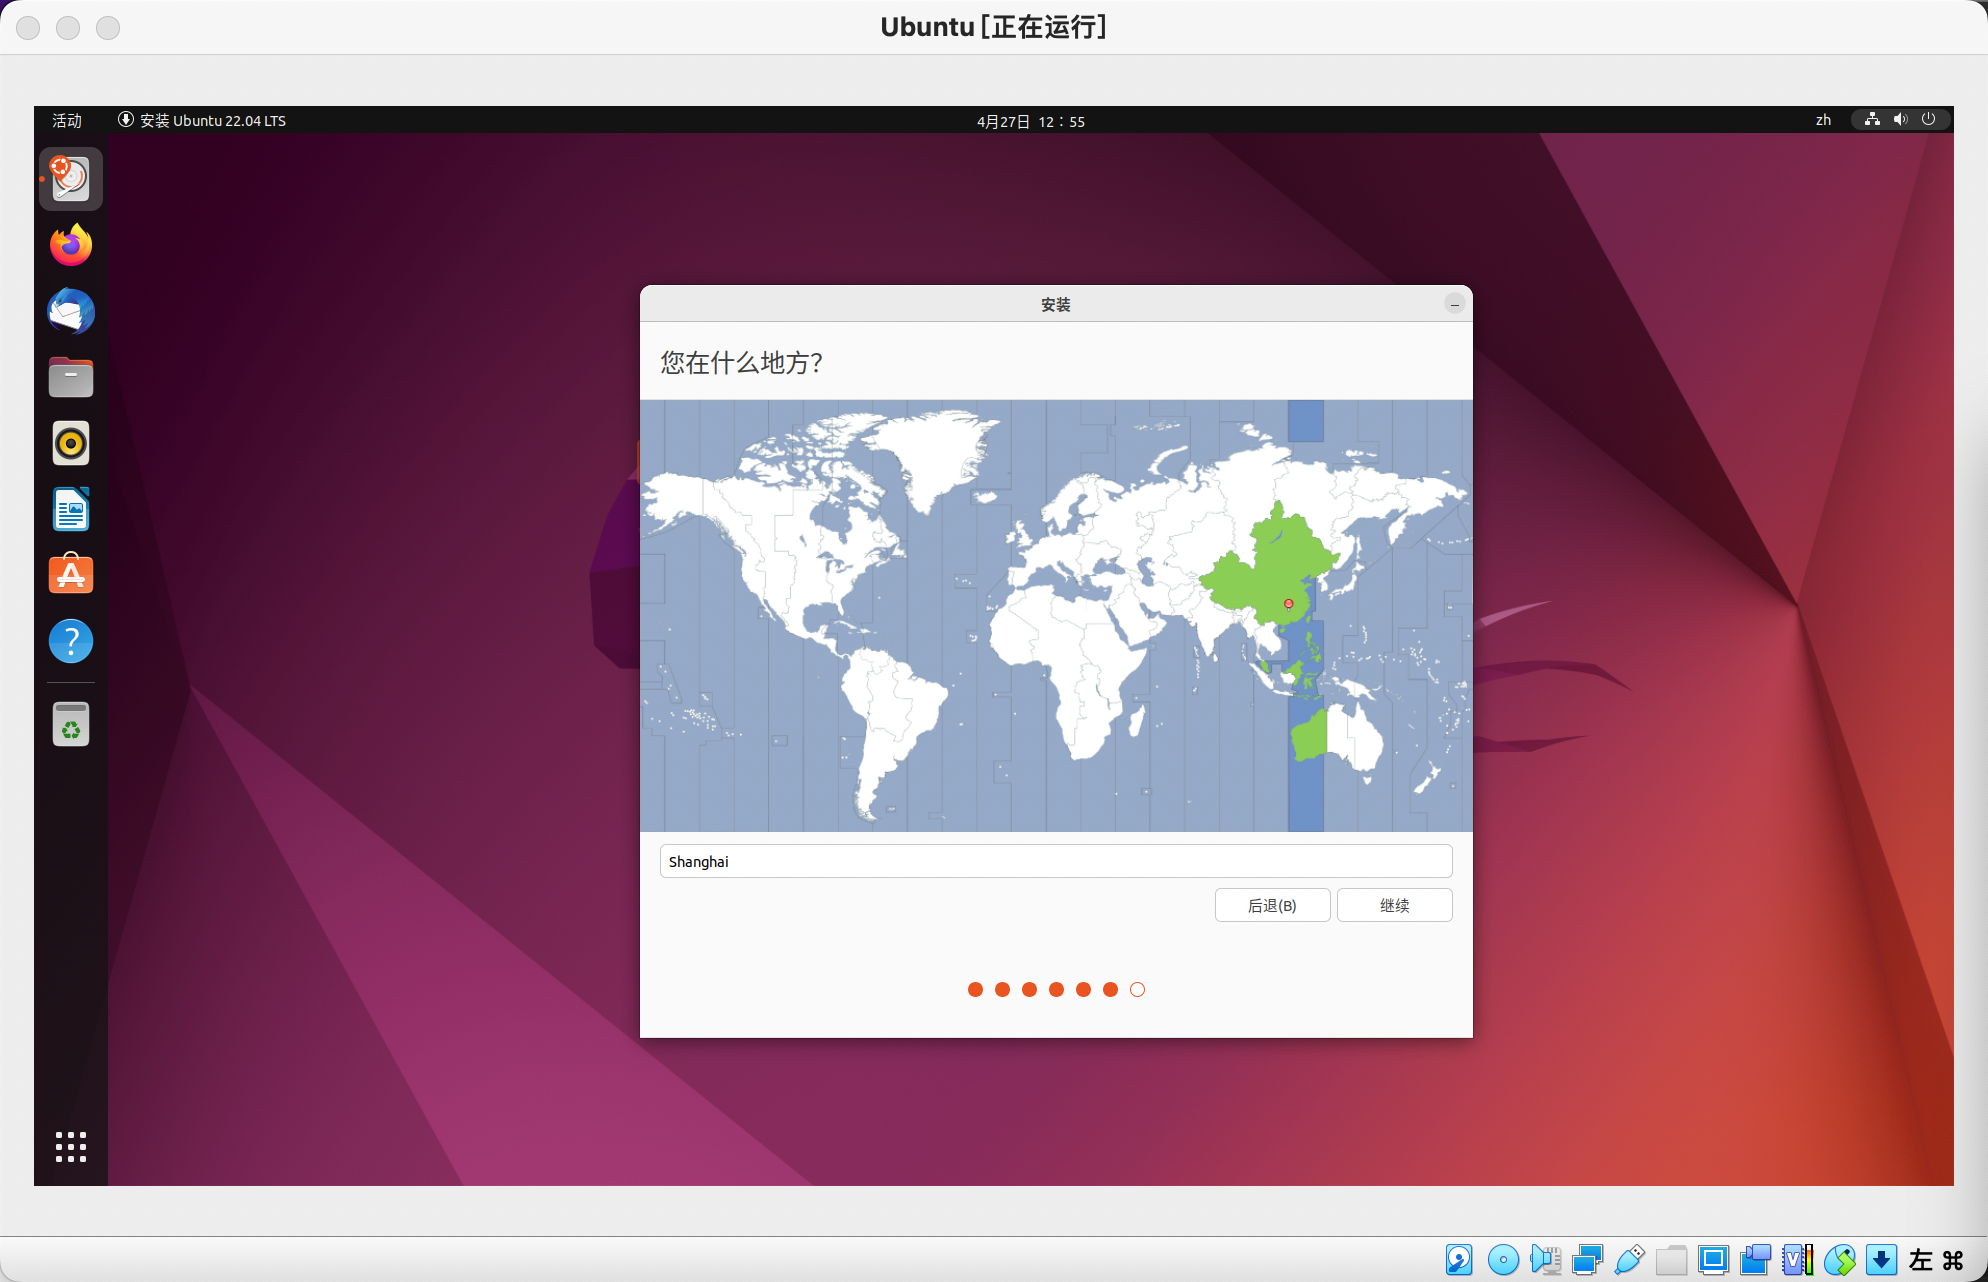 Ubuntu [正在运行]
活动
安装 Ubuntu 22.04 LTS
4月27日 12：55
zh
安装
您在什么地方？
Shanghai
后退(B)
继续
左 ⌘